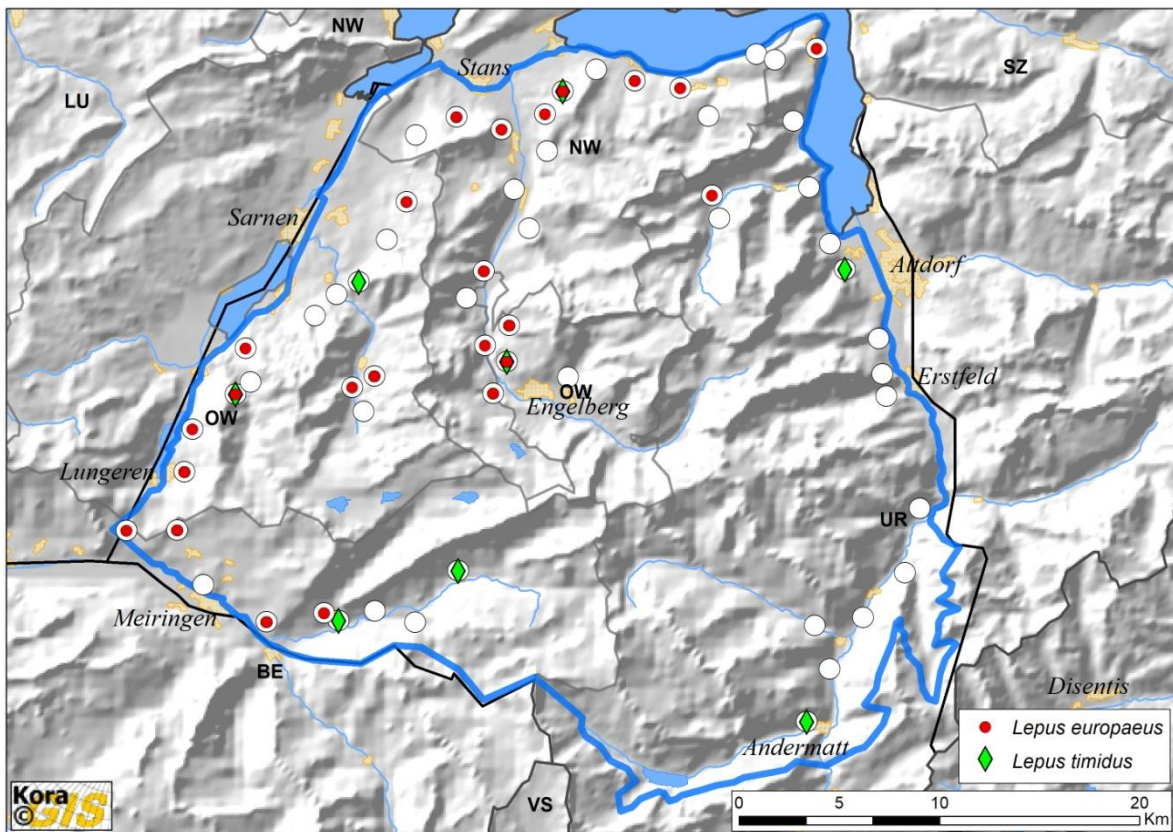 NW
SZ
Stans
LU
NW
Sarnen
Altdorf
Erstfeld
OW
OW
Engelberg
Lungeren
UR
Meiringen
BE
Disentis
Andermatt
VS
Lepus europaeus
Lepus timidus
0 5 10 20
Km
Kora
© GIS